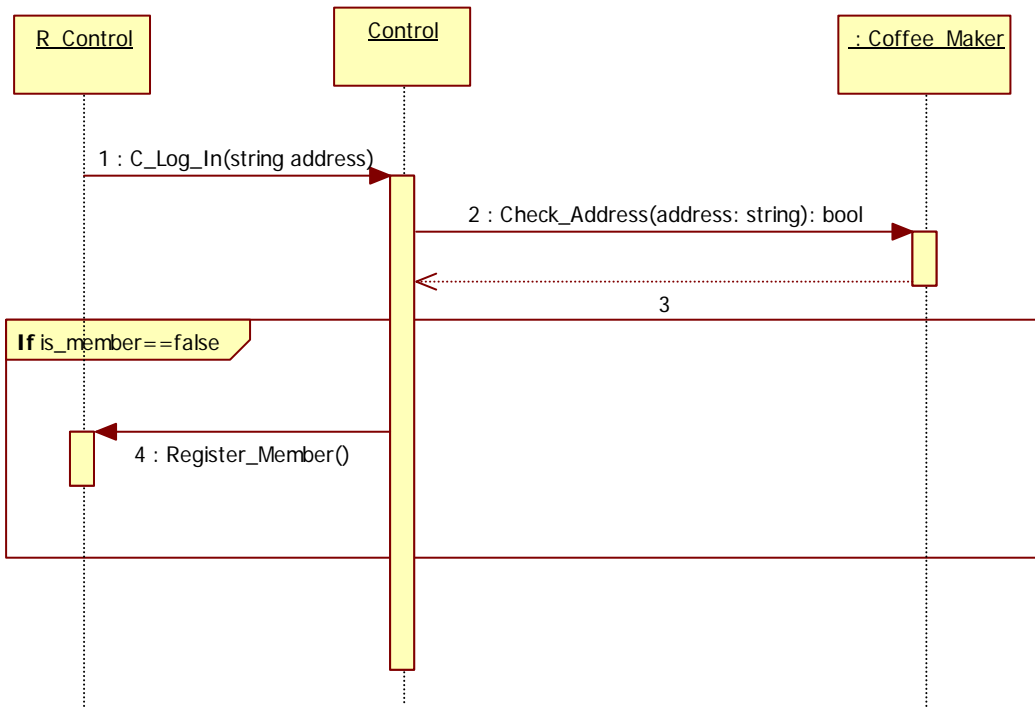 R_Control
Control
: Coffee_Maker
1 : C_Log_In(string address)
2 : Check_Address(address: string): bool
3
If is_member==false
4 : Register_Member()